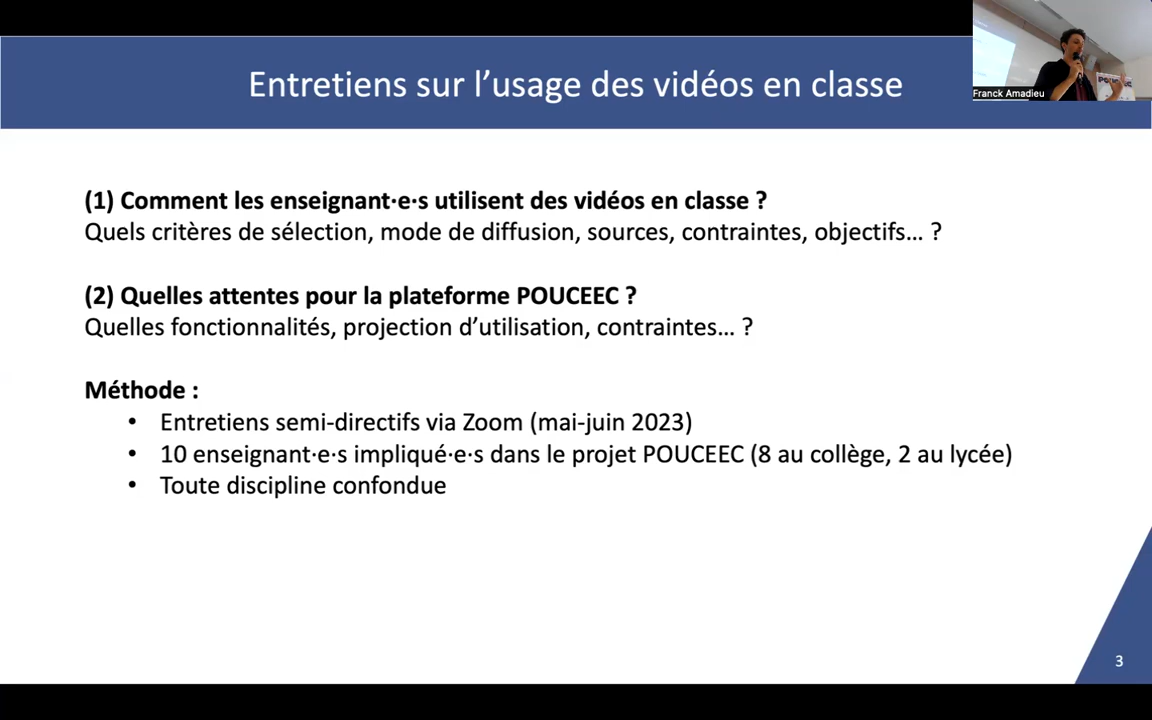 Entretiens sur l’usage des vidéos en classe
Franck Amadieu
(1) Comment les enseignant·e·s utilisent des vidéos en classe ?
Quels critères de sélection, mode de diffusion, sources, contraintes, objectifs… ?
(2) Quelles attentes pour la plateforme POUCEEC ?
Quelles fonctionnalités, projection d’utilisation, contraintes… ?
Méthode :
• Entretiens semi-directifs via Zoom (mai-juin 2023)
• 10 enseignant·e·s impliqué·e·s dans le projet POUCEEC (8 au collège, 2 au lycée)
• Toute discipline confondue
3